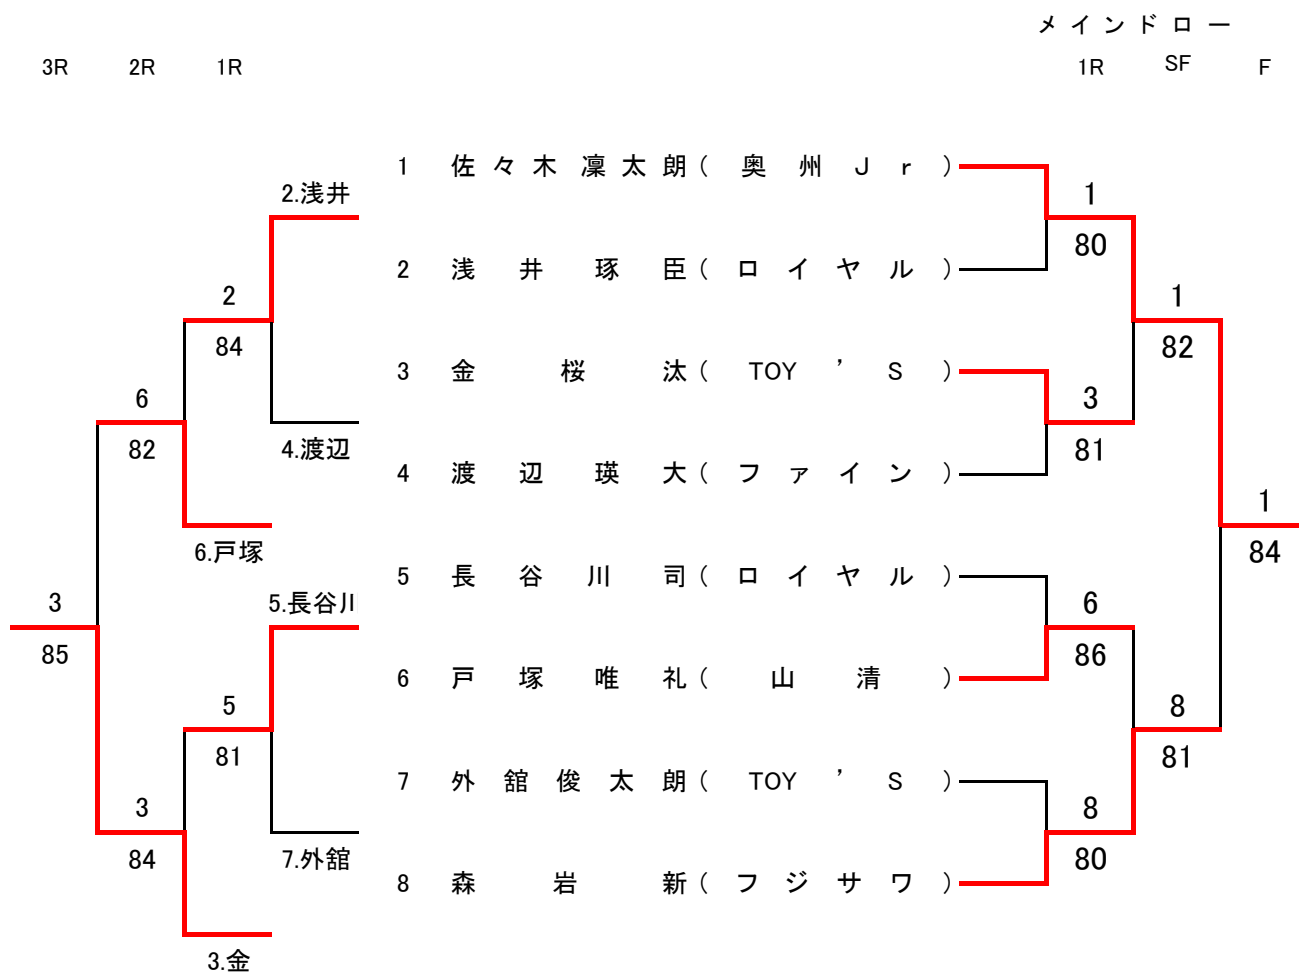 メインドロー
3R 2R 1R 1R SF F
1 佐々木凜太朗(奥州Jr)
2.浅井 1
80
2 浅井琢臣(ロイヤル)
2 1
84 82
3 金桜汰(TOY'S)
6 3
82 4.渡辺 81
4 渡辺瑛大(ファイン)
1
6.戸塚 84
5 長谷川司(ロイヤル)
3 5.長谷川 6
85 86
6 戸塚唯礼(山清)
5 8
81 81
7 外舘俊太朗(TOY'S)
3 8
84 7.外舘 80
8 森岩新(フジサワ)
3.金